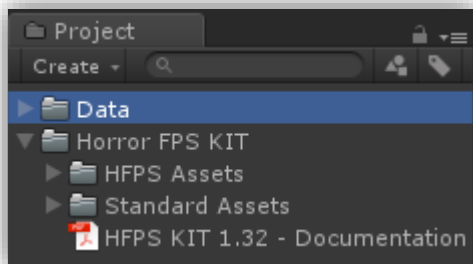 Project
Create
Data
Horror FPS KIT
HFPS Assets
Standard Assets
HFPS KIT 1.32 - Documentation